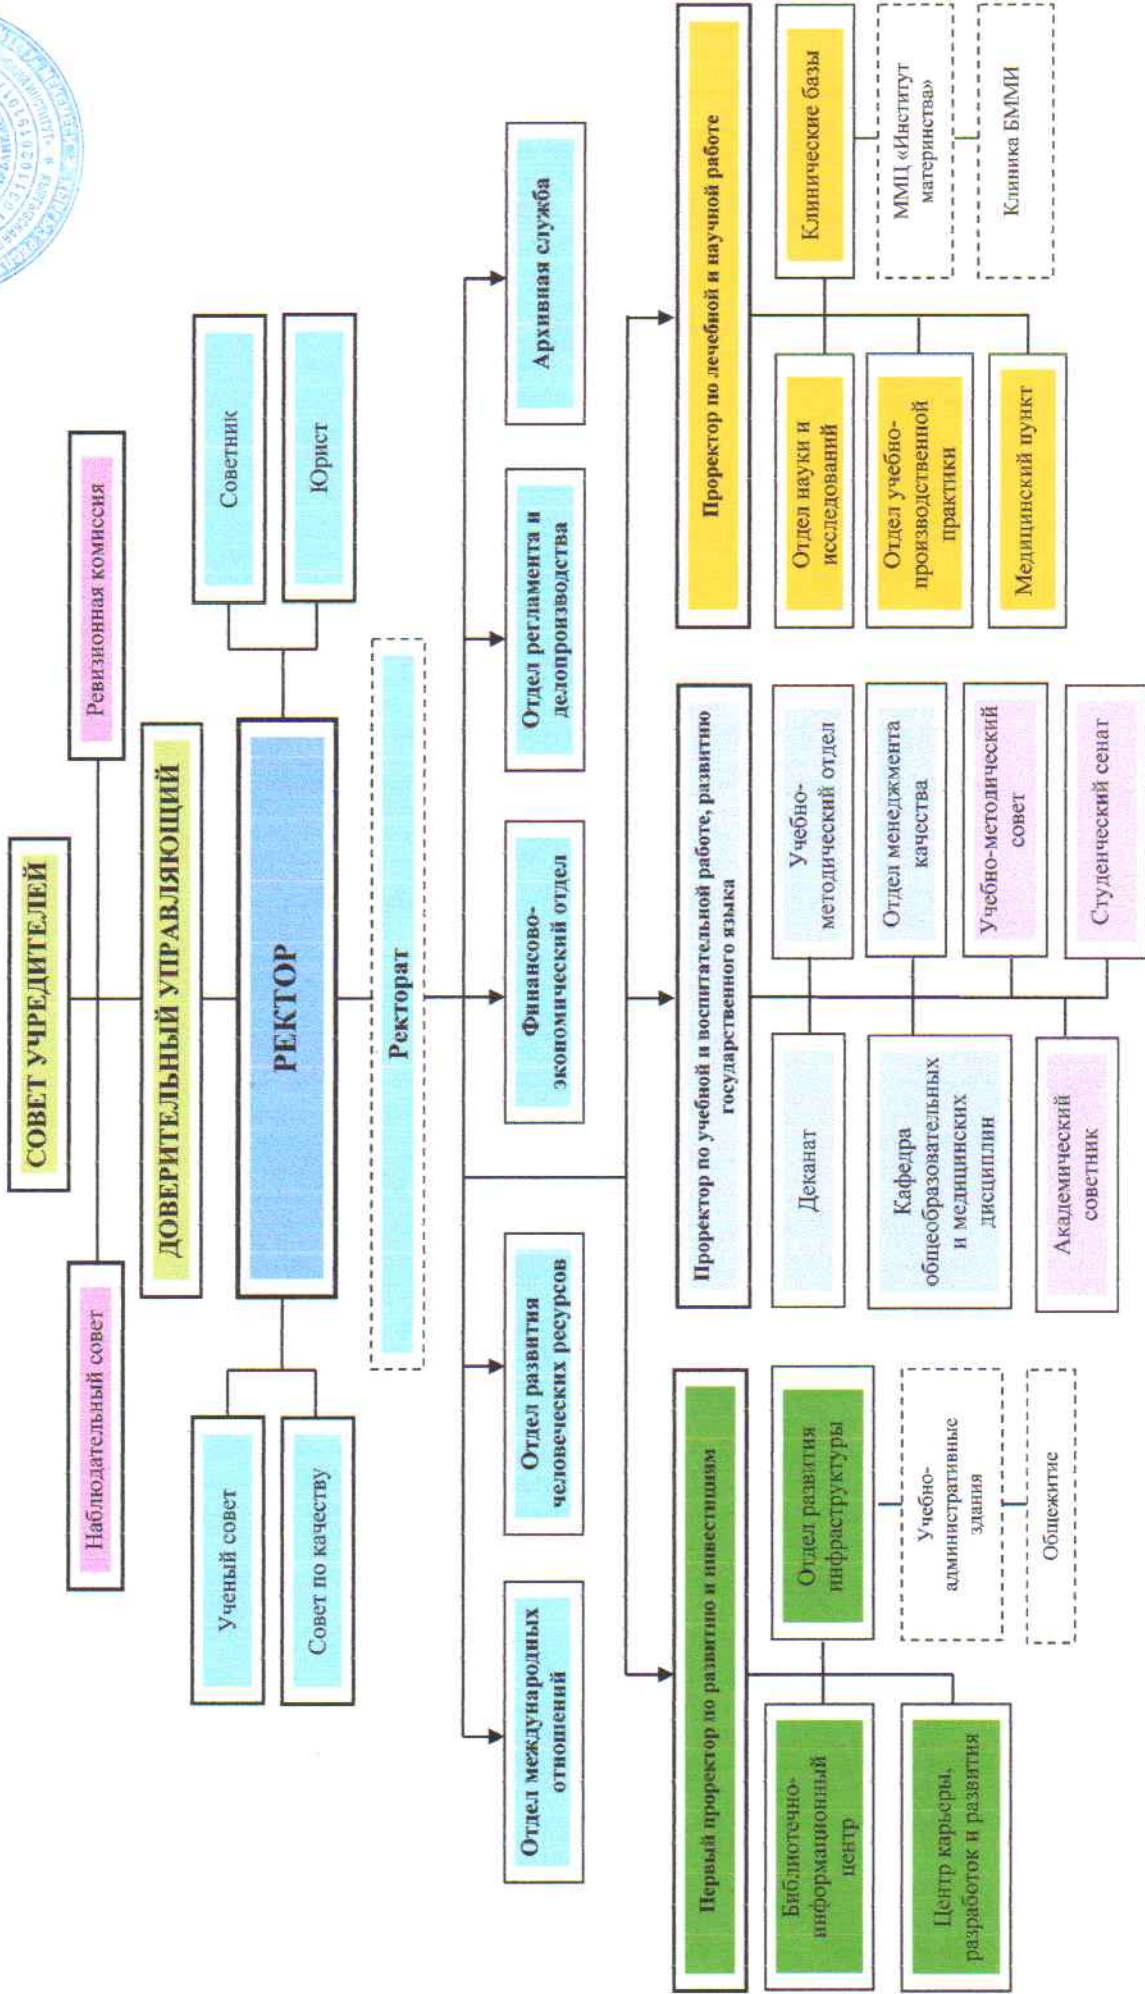 СОВЕТ УЧРЕДИТЕЛЕЙ
Наблюдательный совет
Ревизионная комиссия
ДОВЕРИТЕЛЬНЫЙ УПРАВЛЯЮЩИЙ
Ученый совет
Совет по качеству
РЕКТОР
Советник
Юрист
Ректорат
Отдел международных
отношений
Отдел развития
человеческих ресурсов
Финансово-
экономический отдел
Отдел регламента и
делопроизводства
Архивная служба
Первый проректор по развитию и инвестициям
Библиотечно-
информационный
центр
Отдел развития
инфраструктуры
Центр карьеры,
разработок и развития
Учебно-
административные
здания
Общежитие
Проректор по учебной и воспитательной работе, развитию
государственного языка
Деканат
Учебно-
методический отдел
Кафедра
общеобразовательных
и медицинских
дисциплин
Отдел менеджмента
качества
Учебно-методический
совет
Академический
советник
Студенческий сенат
Проректор по лечебной и научной работе
Отдел науки и
исследований
Клинические базы
Отдел учебно-
производственной
практики
ММЦ «Институт
материнства»
Медицинский пункт
Клиника БММИ